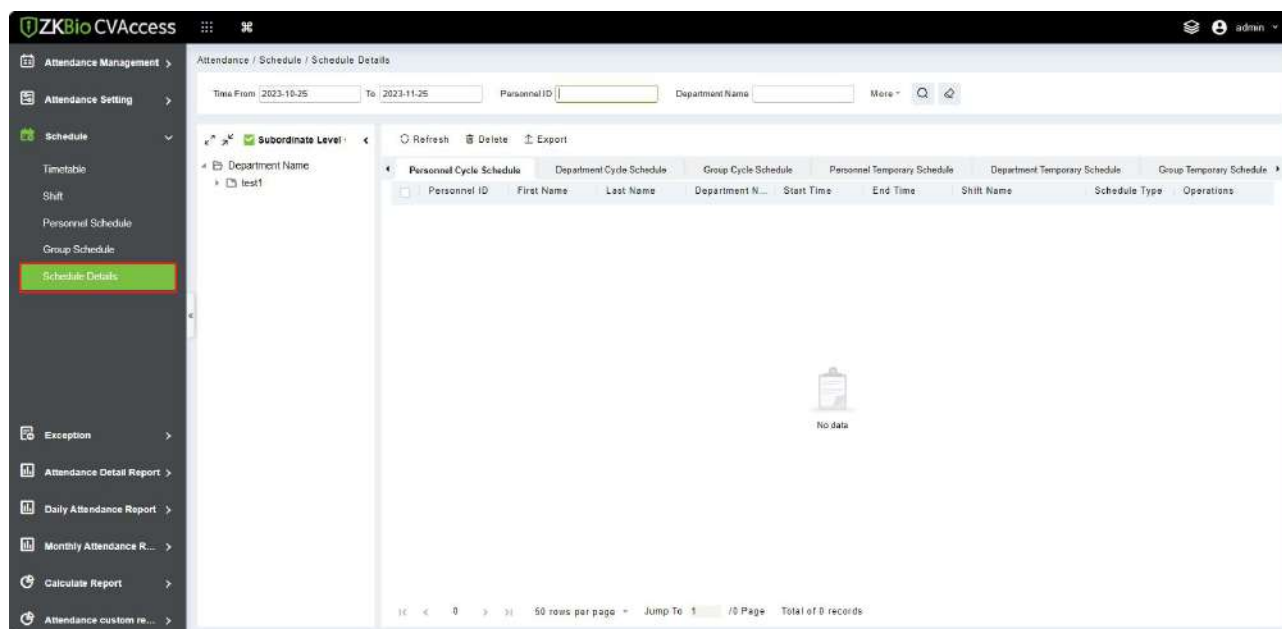 ZKBio CVAccess
admin
Attendance Management
Attendance Setting
Schedule
Timetable
Shift
Personnel Schedule
Group Schedule
Schedule Details
Exception
Attendance Detail Report
Daily Attendance Report
Monthly Attendance R...
Calculate Report
Attendance custom re...
Attendance / Schedule / Schedule Details
Time From 2023-10-25 To 2023-11-25 Personnel ID Department Name More
Subordinate Level
Department Name
test1
Refresh Delete Export
Personnel Cycle Schedule Department Cycle Schedule Group Cycle Schedule Personnel Temporary Schedule Department Temporary Schedule Group Temporary Schedule
Personnel ID First Name Last Name Department N... Start Time End Time Shift Name Schedule Type Operations
No data
0 50 rows per page Jump To 1 /0 Page Total of 0 records